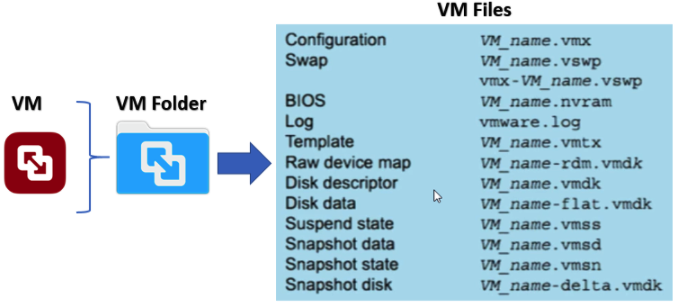 VM Files
VM
VM Folder
Configuration VM_name.vmx
Swap VM_name.vswp
vmx-VM_name.vswp
BIOS VM_name.nvram
Log vmware.log
Template VM_name.vmtx
Raw device map VM_name-rdm.vmdk
Disk descriptor VM_name.vmdk
Disk data VM_name-flat.vmdk
Suspend state VM_name.vmss
Snapshot data VM_name.vmsd
Snapshot state VM_name.vmsn
Snapshot disk VM_name-delta.vmdk